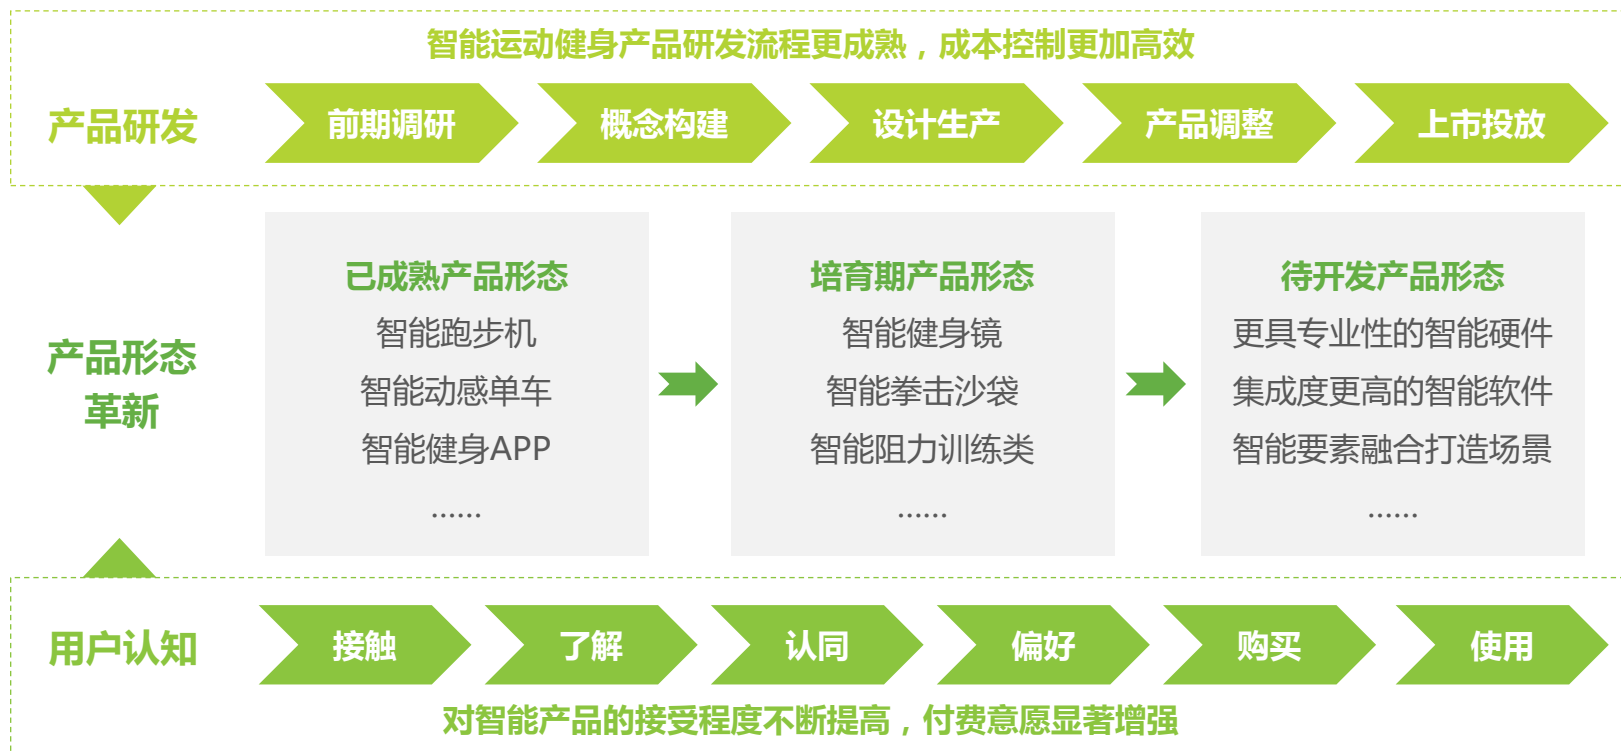 智能运动健身产品研发流程更成熟，成本控制更加高效
产品研发
前期调研
概念构建
设计生产
产品调整
上市投放
产品形态
革新
已成熟产品形态
智能跑步机
智能动感单车
智能健身APP
……
培育期产品形态
智能健身镜
智能拳击沙袋
智能阻力训练类
……
待开发产品形态
更具专业性的智能硬件
集成度更高的智能软件
智能要素融合打造场景
……
用户认知
接触
了解
认同
偏好
购买
使用
对智能产品的接受程度不断提高，付费意愿显著增强